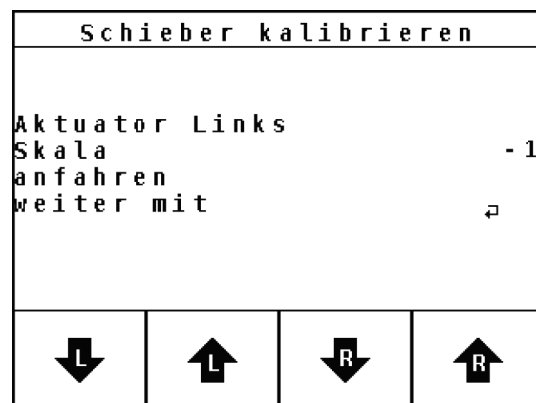 Schieber kalibrieren
Aktuator Links
Skala -1
anfahren
weiter mit ↵
L L R R